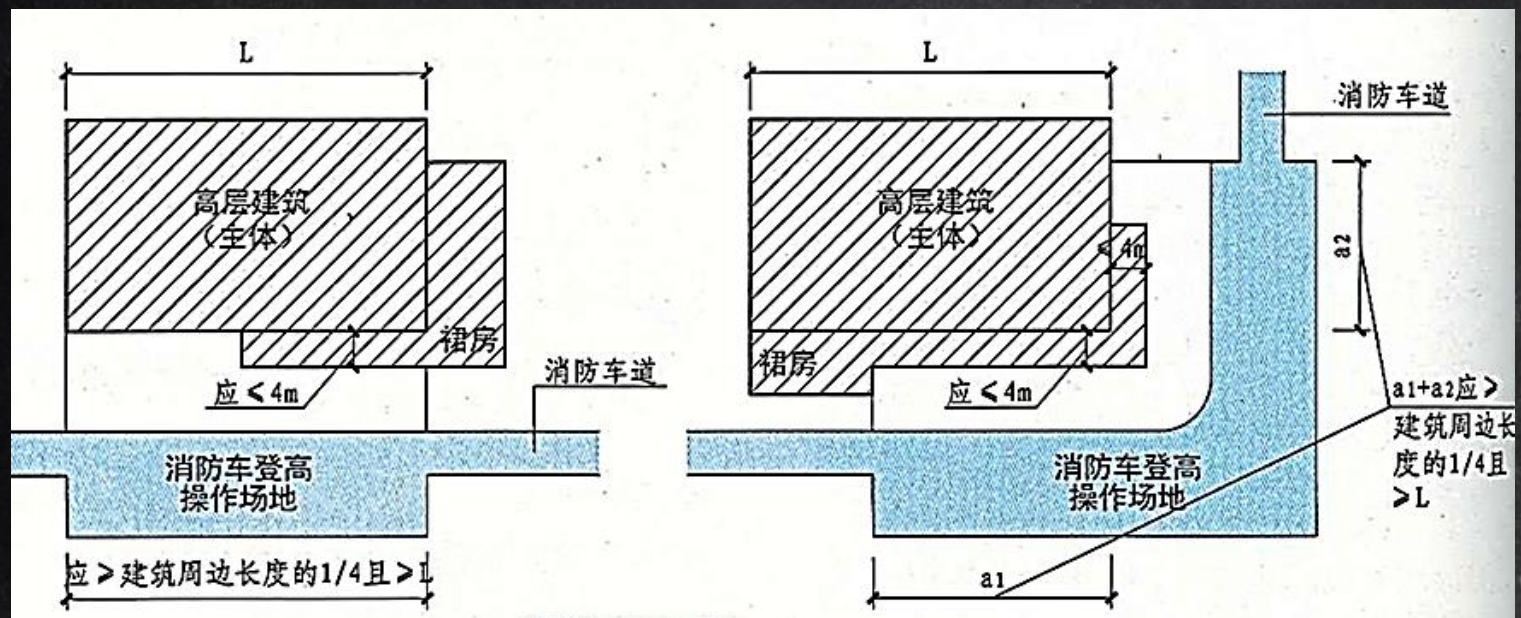 L
高层建筑
(主体)
裙房
应≤4m
消防车道
消防车登高
操作场地
应≥建筑周边长度的1/4且≥L
L
消防车道
高层建筑
(主体)
≤4m
a2
裙房
应≤4m
a1+a2应≥
建筑周边长
度的1/4且
≥L
消防车登高
操作场地
a1